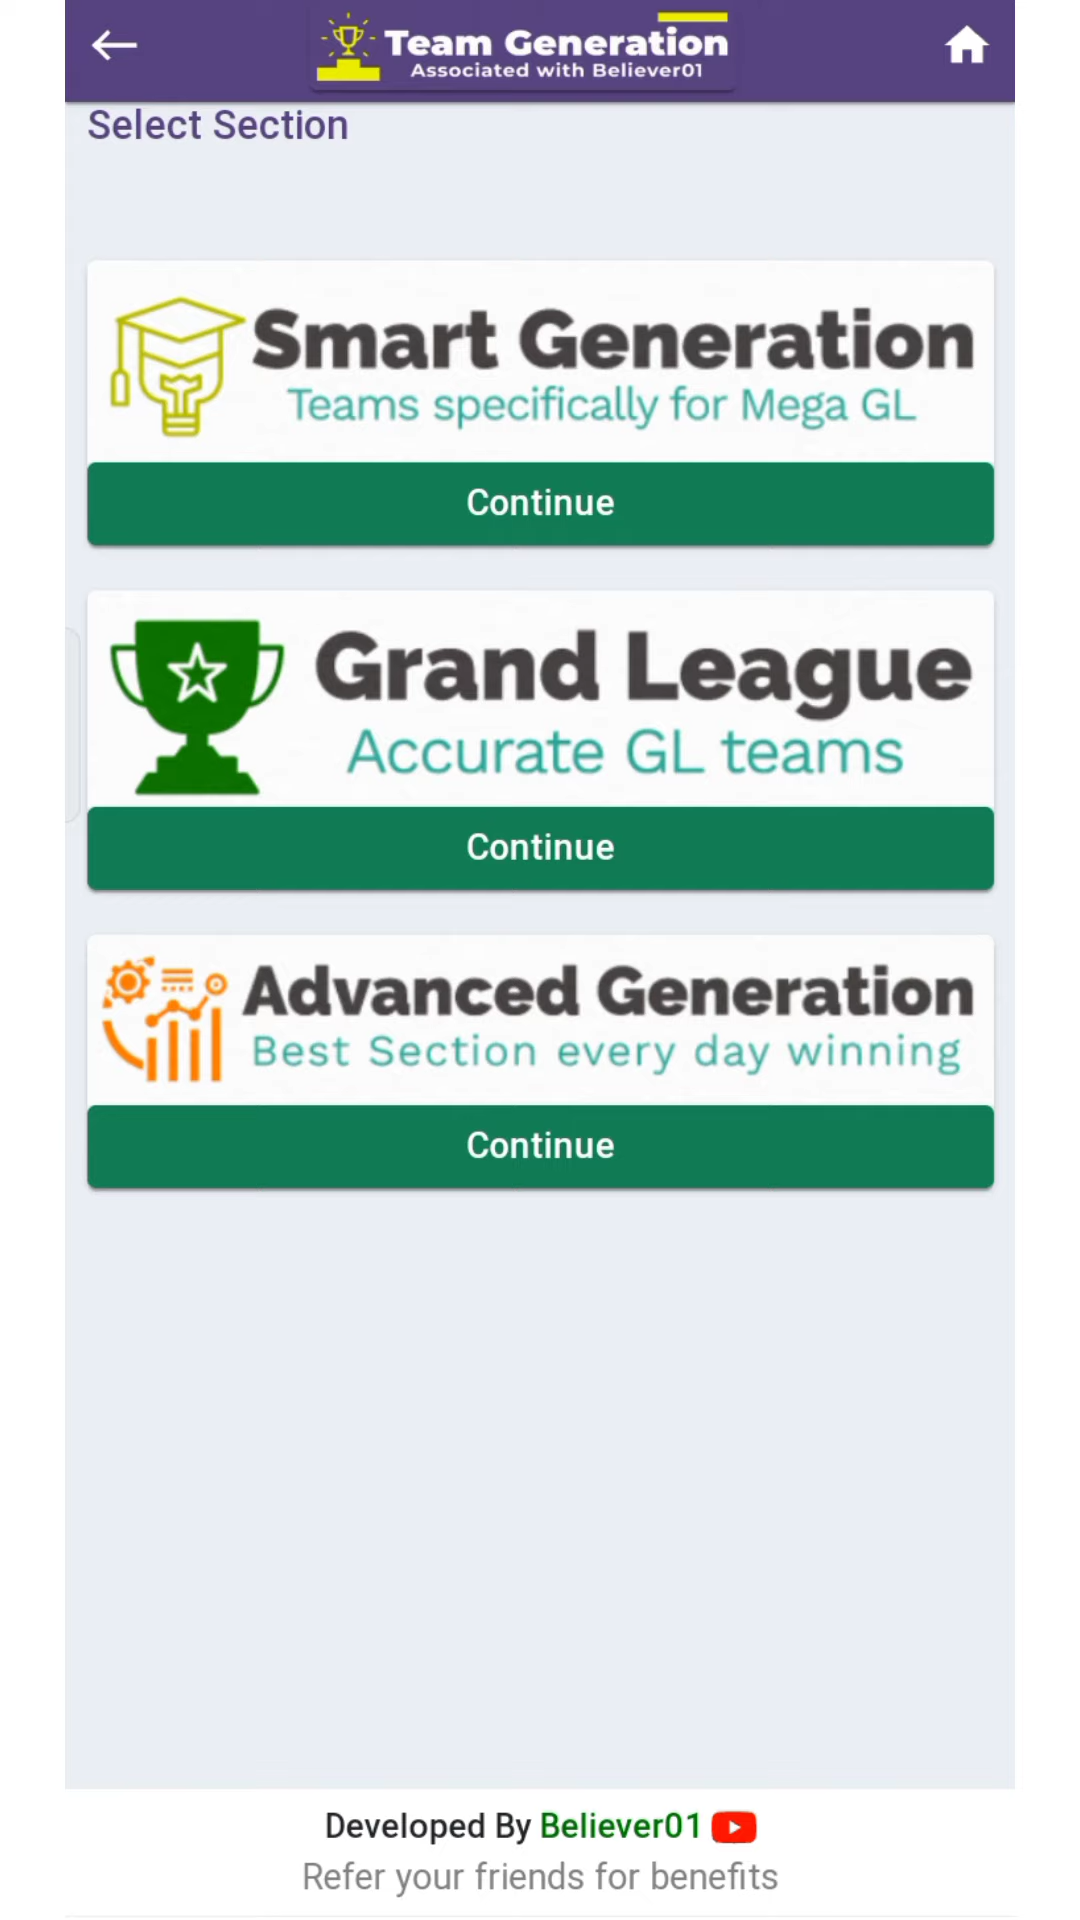 Team Generation
Associated with Believer01
Select Section
Smart Generation
Teams specifically for Mega GL
Continue
Grand League
Accurate GL teams
Continue
Advanced Generation
Best Section every day winning
Continue
Developed By Believer01
Refer your friends for benefits